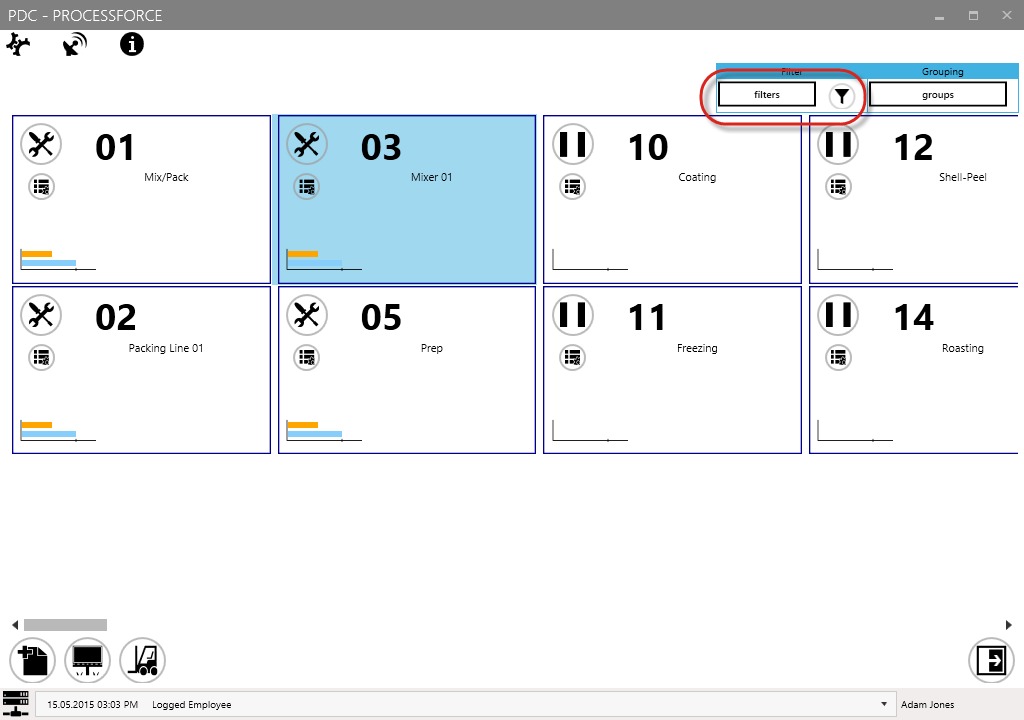 PDC - PROCESSFORCE
Filter Grouping
filters groups
01 03 10 12
Mix/Pack Mixer 01 Coating Shell-Peel
02 05 11 14
Packing Line 01 Prep Freezing Roasting
15.05.2015 03:03 PM Logged Employee Adam Jones